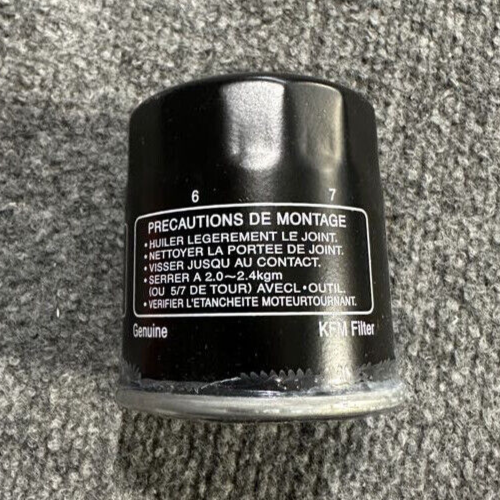 6 7
PRECAUTIONS DE MONTAGE
• HUILER LEGEREMENT LE JOINT.
• NETTOYER LA PORTEE DE JOINT.
• VISSER JUSQU AU CONTACT.
• SERRER A 2.0~2.4kgm
(OU 5/7 DE TOUR) AVECL•OUTIL.
• VERIFIER L'ETANCHEITE MOTEURTOURNANT.
Genuine KFM Filter